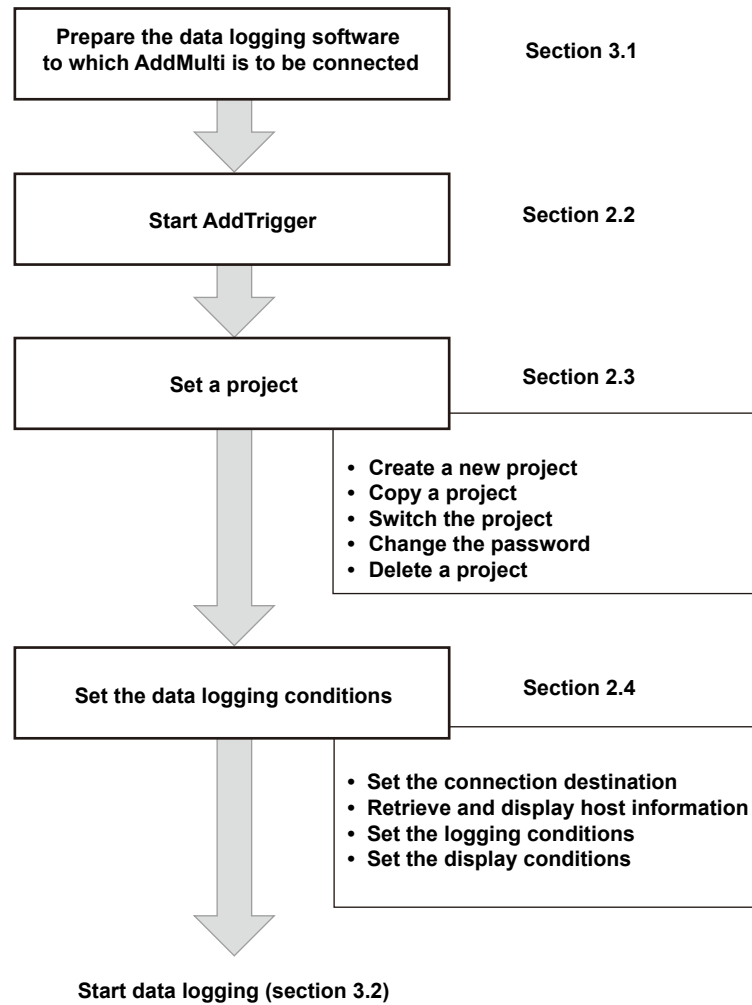 Prepare the data logging software
to which AddMulti is to be connected
Section 3.1
Start AddTrigger
Section 2.2
Set a project
Section 2.3
• Create a new project
• Copy a project
• Switch the project
• Change the password
• Delete a project
Set the data logging conditions
Section 2.4
• Set the connection destination
• Retrieve and display host information
• Set the logging conditions
• Set the display conditions
Start data logging (section 3.2)